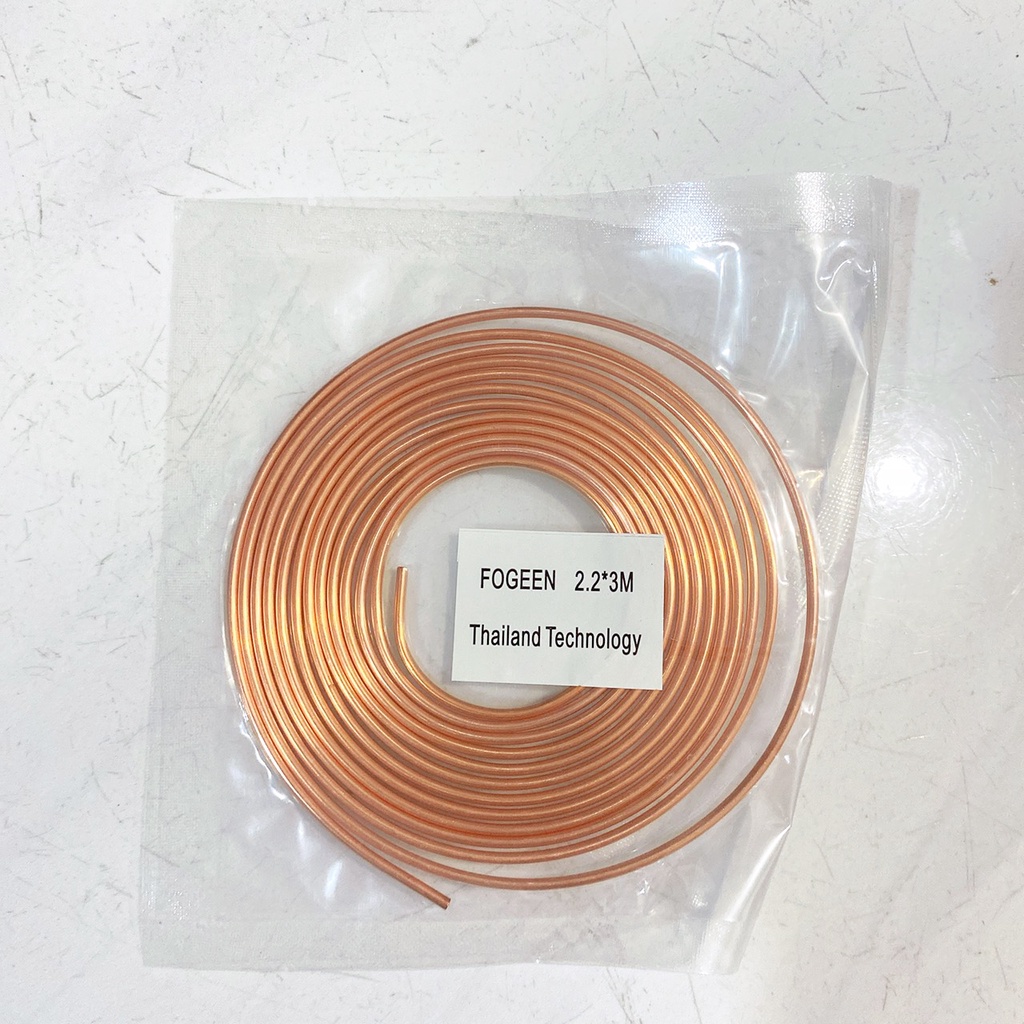 FOGEEN 2.2*3M
Thailand Technology